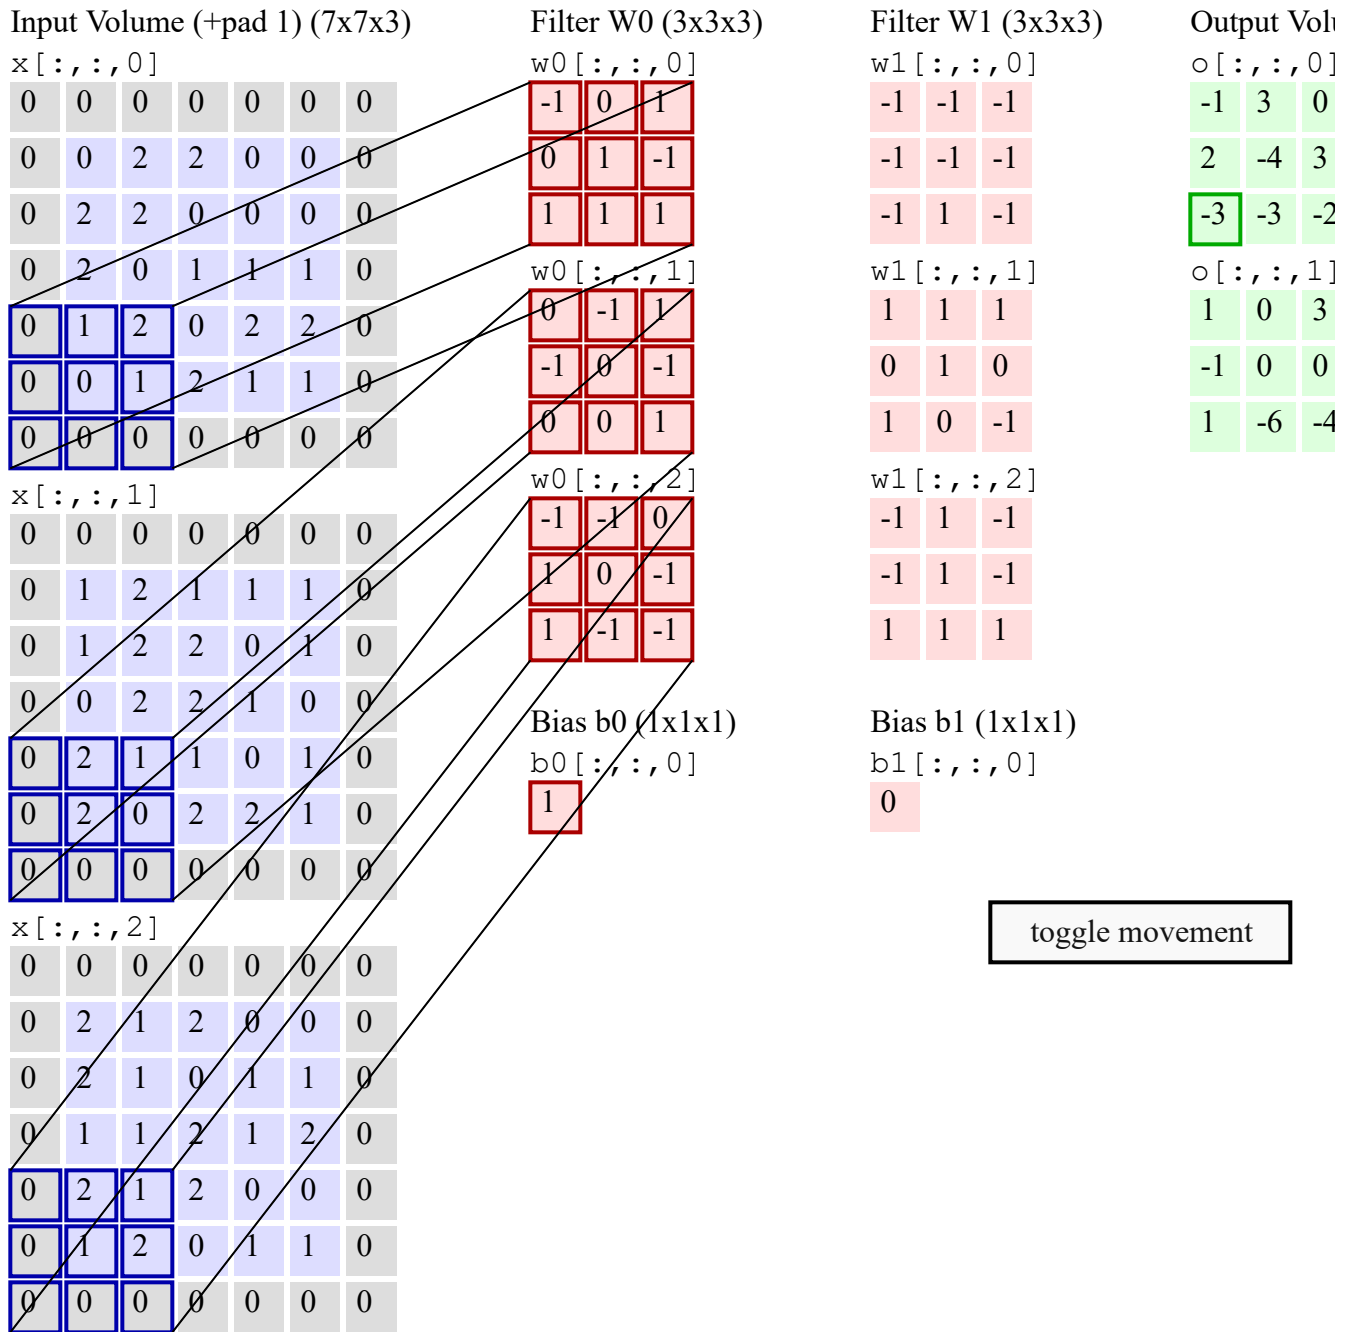 Input Volume (+pad 1) (7x7x3)
x[:,:,0]
0 0 0 0 0 0 0
0 0 2 2 0 0 0
0 2 2 0 0 0 0
0 2 0 1 1 1 0
0 1 2 0 2 2 0
0 0 1 2 1 1 0
0 0 0 0 0 0 0
x[:,:,1]
0 0 0 0 0 0 0
0 1 2 1 1 1 0
0 1 2 2 0 1 0
0 0 2 2 1 0 0
0 2 1 1 0 1 0
0 2 0 2 2 1 0
0 0 0 0 0 0 0
x[:,:,2]
0 0 0 0 0 0 0
0 2 1 2 0 0 0
0 2 1 0 1 1 0
0 1 1 2 1 2 0
0 2 1 2 0 0 0
0 1 2 0 1 1 0
0 0 0 0 0 0 0
Filter W0 (3x3x3)
w0[:,:,0]
-1 0 1
0 1 -1
1 1 1
w0[:,:,1]
0 -1 1
-1 0 -1
0 0 1
w0[:,:,2]
-1 -1 0
1 0 -1
1 -1 -1
Bias b0 (1x1x1)
b0[:,:,0]
1
Filter W1 (3x3x3)
w1[:,:,0]
-1 -1 -1
-1 -1 -1
-1 1 -1
w1[:,:,1]
1 1 1
0 1 0
1 0 -1
w1[:,:,2]
-1 1 -1
-1 1 -1
1 1 1
Bias b1 (1x1x1)
b1[:,:,0]
0
Output
o[:,:,0]
-1 3 0
2 -4 3
-3 -3 -2
o[:,:,1]
1 0 3
-1 0 0
1 -6 -4
toggle movement